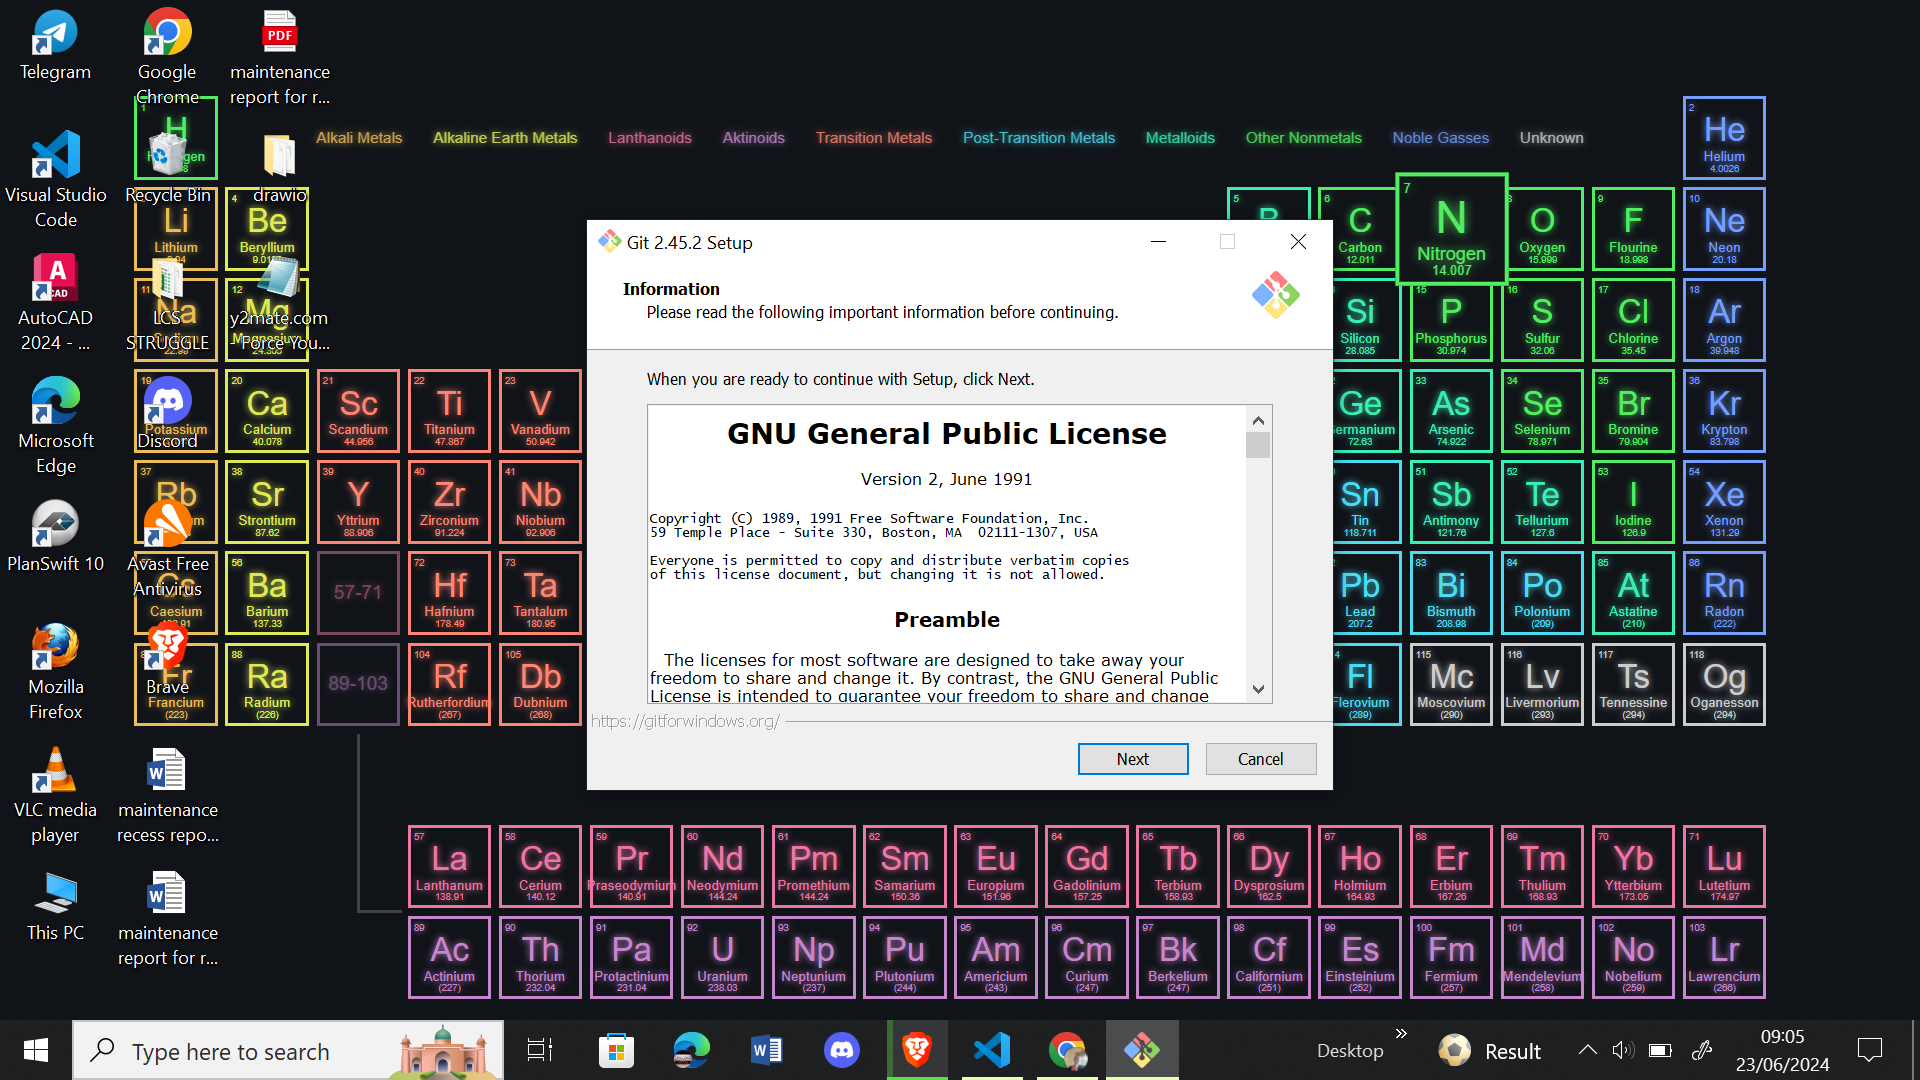 Telegram
Google
Chrome
PDF
maintenance
report for r...
Visual Studio
Code
Recycle Bin
drawio
A
CAD
AutoCAD
2024 - ...
LCS
STRUGGLE
y2mate.com
- Force You...
Microsoft
Edge
Discord
PlanSwift 10
Avast Free
Antivirus
Mozilla
Firefox
Brave
VLC media
player
maintenance
recess repo...
This PC
maintenance
report for r...
Alkali Metals
Alkaline Earth Metals
Lanthanoids
Aktinoids
Transition Metals
Post-Transition Metals
Metalloids
Other Nonmetals
Noble Gasses
Unknown
1
H
2
He
Helium
4.0026
Li
Lithium
4
Be
Beryllium
5
6
C
Carbon
12.011
7
N
Nitrogen
14.007
O
Oxygen
15.999
9
F
Flourine
18.998
10
Ne
Neon
20.18
11
Na
22.99
12
Mg
Magnesium
24.305
Si
Silicon
28.085
15
P
Phosphorus
30.974
16
S
Sulfur
32.06
17
Cl
Chlorine
35.45
18
Ar
Argon
39.948
19
Potassium
20
Ca
Calcium
40.078
21
Sc
Scandium
44.956
22
Ti
Titanium
47.867
23
V
Vanadium
50.942
Ge
ermanium
72.63
33
As
Arsenic
74.922
34
Se
Selenium
78.971
35
Br
Bromine
79.904
36
Kr
Krypton
83.798
37
Rb
38
Sr
Strontium
87.62
39
Y
Yttrium
88.906
40
Zr
Zirconium
91.224
41
Nb
Niobium
92.906
Sn
Tin
118.711
51
Sb
Antimony
121.76
52
Te
Tellurium
127.6
53
I
Iodine
126.9
54
Xe
Xenon
131.29
55
Cs
Caesium
56
Ba
Barium
137.33
57-71
72
Hf
Hafnium
178.49
73
Ta
Tantalum
180.95
Pb
Lead
207.2
83
Bi
Bismuth
208.98
84
Po
Polonium
(209)
85
At
Astatine
(210)
86
Rn
Radon
(222)
Fr
Francium
(223)
88
Ra
Radium
(226)
89-103
104
Rf
Rutherfordium
(267)
105
Db
Dubnium
(268)
Fl
Flerovium
(289)
115
Mc
Moscovium
(290)
116
Lv
Livermorium
(293)
117
Ts
Tennessine
(294)
118
Og
Oganesson
(294)
57
La
Lanthanum
138.91
58
Ce
Cerium
140.12
59
Pr
Praseodymium
140.91
60
Nd
Neodymium
144.24
61
Pm
Promethium
144.24
62
Sm
Samarium
150.36
63
Eu
Europium
151.96
64
Gd
Gadolinium
157.25
65
Tb
Terbium
158.93
66
Dy
Dysprosium
162.5
67
Ho
Holmium
164.93
68
Er
Erbium
167.26
69
Tm
Thulium
168.93
70
Yb
Ytterbium
173.05
71
Lu
Lutetium
174.97
89
Ac
Actinium
(227)
90
Th
Thorium
232.04
91
Pa
Protactinium
231.04
92
U
Uranium
238.03
93
Np
Neptunium
(237)
94
Pu
Plutonium
(244)
95
Am
Americium
(243)
96
Cm
Curium
(247)
97
Bk
Berkelium
(247)
98
Cf
Californium
(251)
99
Es
Einsteinium
(252)
100
Fm
Fermium
(257)
101
Md
Mendelevium
(258)
102
No
Nobelium
(259)
103
Lr
Lawrencium
(266)
Git 2.45.2 Setup
Information
Please read the following important information before continuing.
When you are ready to continue with Setup, click Next.
GNU General Public License
Version 2, June 1991
Copyright (C) 1989, 1991 Free Software Foundation, Inc.
59 Temple Place - Suite 330, Boston, MA  02111-1307, USA
Everyone is permitted to copy and distribute verbatim copies
of this license document, but changing it is not allowed.
Preamble
The licenses for most software are designed to take away your
freedom to share and change it. By contrast, the GNU General Public
License is intended to guarantee your freedom to share and change
https://gitforwindows.org/
Next
Cancel
Type here to search
Desktop
Result
09:05
23/06/2024